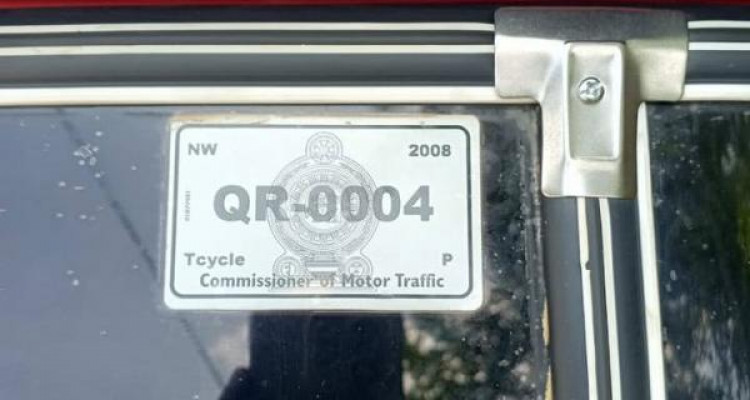 NW 2008
QR-0004
Tcycle P
Commissioner of Motor Traffic